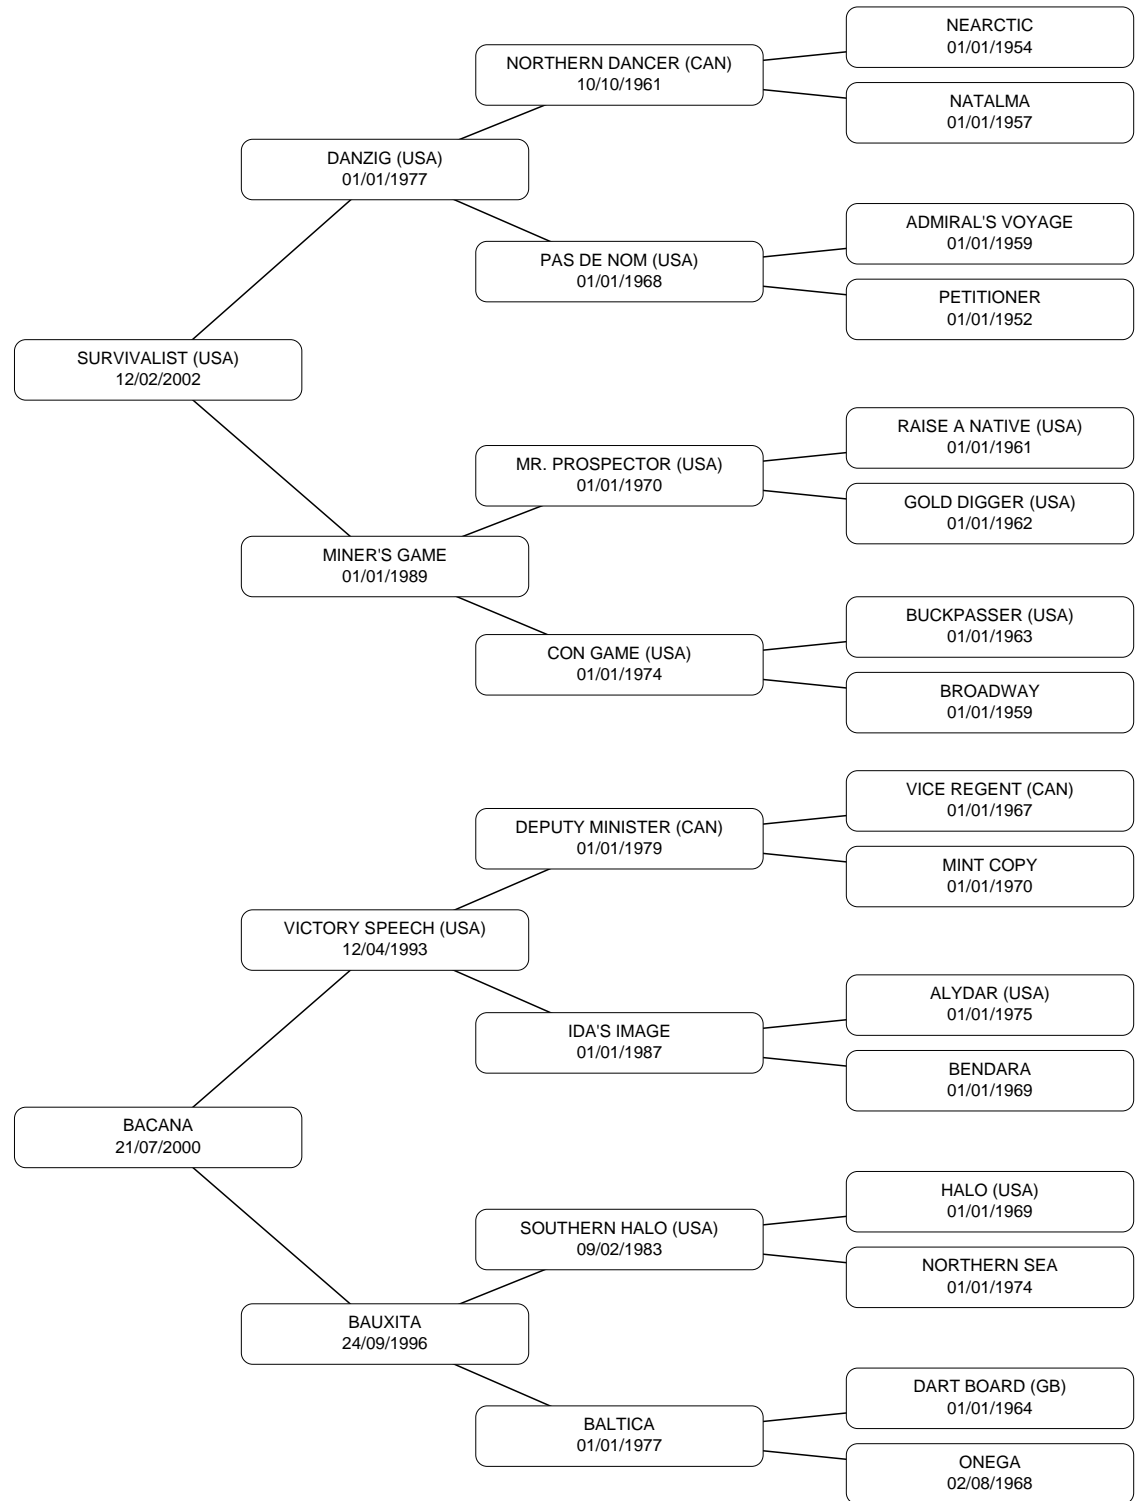 NEARCTIC
01/01/1954
NORTHERN DANCER (CAN)
10/10/1961
NATALMA
01/01/1957
DANZIG (USA)
01/01/1977
ADMIRAL'S VOYAGE
01/01/1959
PAS DE NOM (USA)
01/01/1968
PETITIONER
01/01/1952
SURVIVALIST (USA)
12/02/2002
RAISE A NATIVE (USA)
01/01/1961
MR. PROSPECTOR (USA)
01/01/1970
GOLD DIGGER (USA)
01/01/1962
MINER'S GAME
01/01/1989
BUCKPASSER (USA)
01/01/1963
CON GAME (USA)
01/01/1974
BROADWAY
01/01/1959
VICE REGENT (CAN)
01/01/1967
DEPUTY MINISTER (CAN)
01/01/1979
MINT COPY
01/01/1970
VICTORY SPEECH (USA)
12/04/1993
ALYDAR (USA)
01/01/1975
IDA'S IMAGE
01/01/1987
BENDARA
01/01/1969
BACANA
21/07/2000
HALO (USA)
01/01/1969
SOUTHERN HALO (USA)
09/02/1983
NORTHERN SEA
01/01/1974
BAUXITA
24/09/1996
DART BOARD (GB)
01/01/1964
BALTICA
01/01/1977
ONEGA
02/08/1968